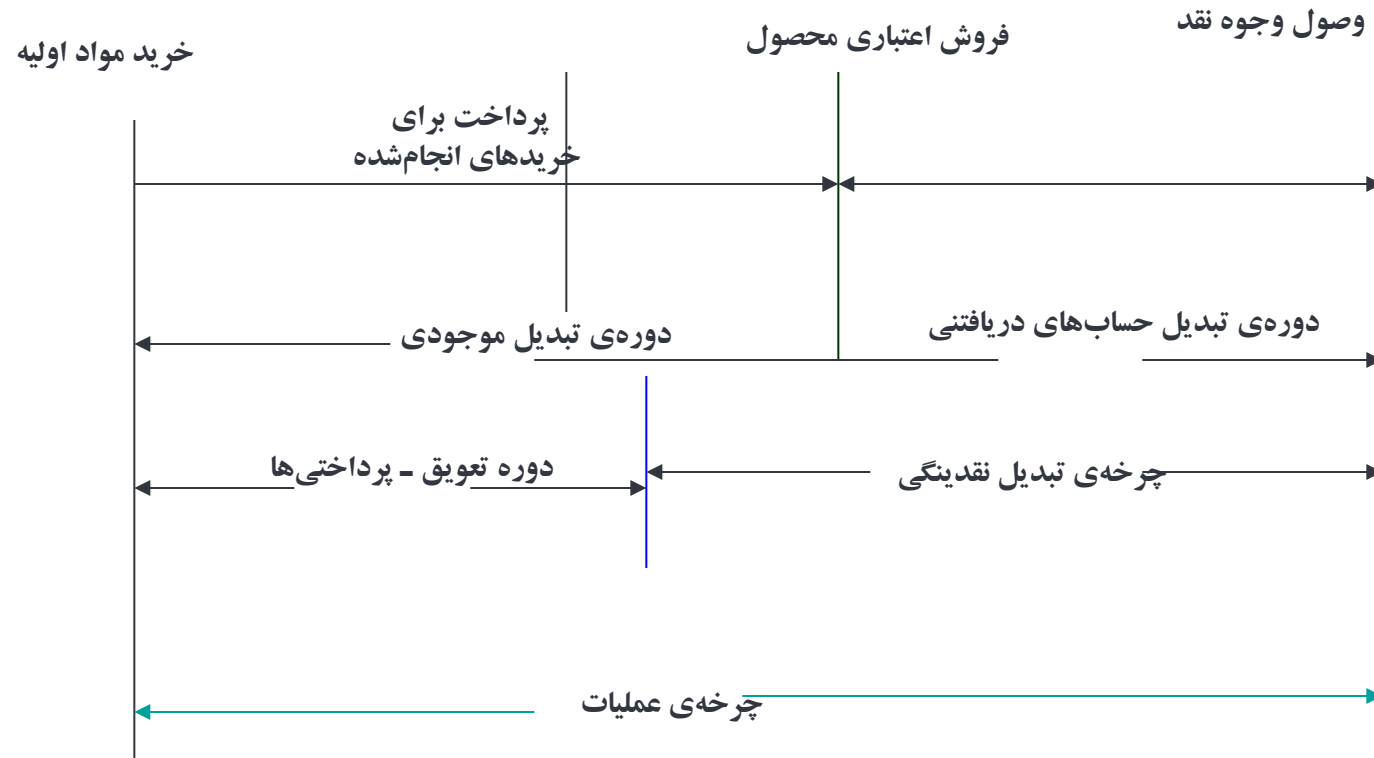 وصول وجوه نقد
فروش اعتباری محصول
خرید مواد اولیه
پرداخت برای
خریدهای انجام‌شده
دوره‌ی تبدیل حساب‌های دریافتنی
دوره‌ی تبدیل موجودی
چرخه‌ی تبدیل نقدینگی
دوره تعویق - پرداختی‌ها
چرخه‌ی عملیات